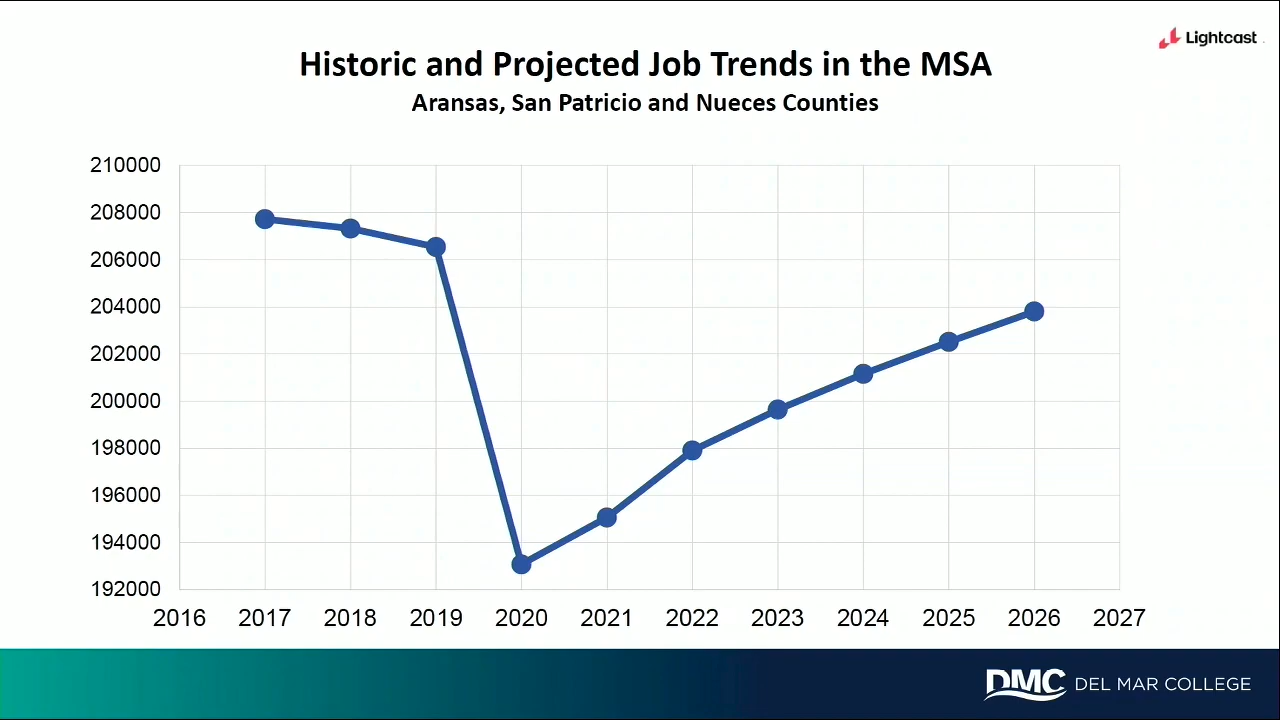 Lightcast
Historic and Projected Job Trends in the MSA
Aransas, San Patricio and Nueces Counties
210000
208000
206000
204000
202000
200000
198000
196000
194000
192000
2016 2017 2018 2019 2020 2021 2022 2023 2024 2025 2026 2027
DMC DEL MAR COLLEGE